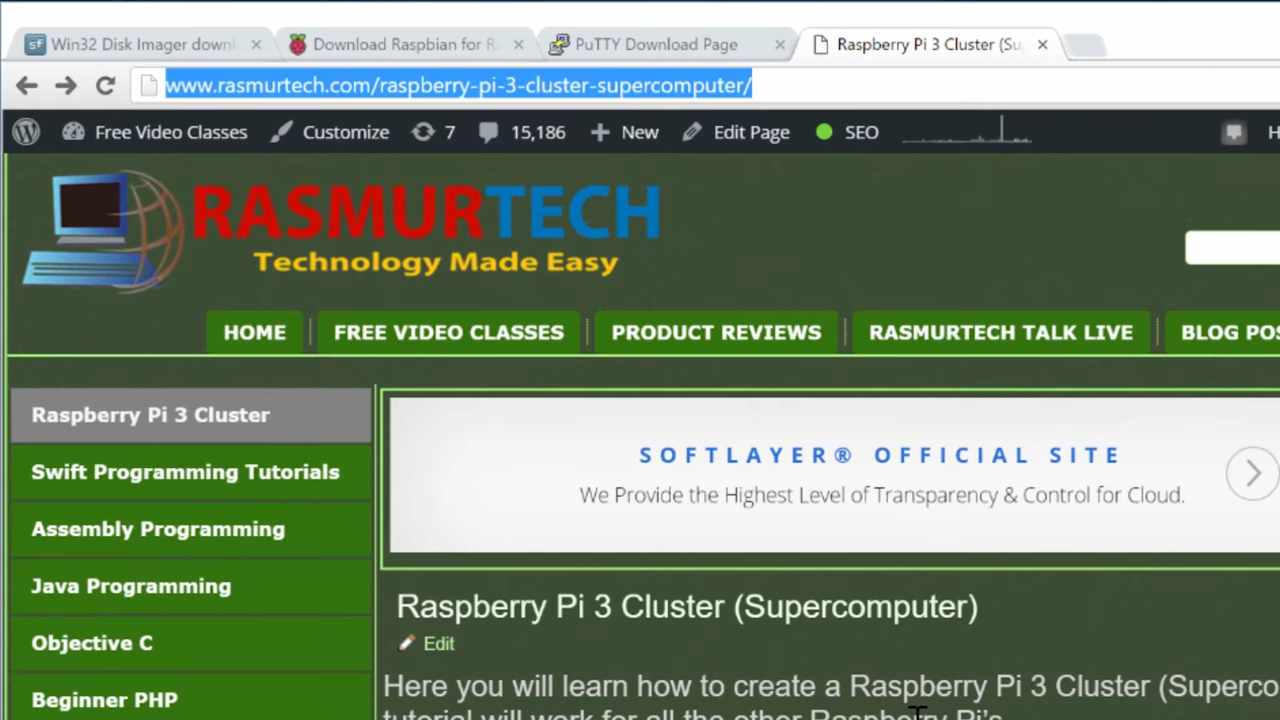 Win32 Disk Imager down
Download Raspbian for R
PuTTY Download Page
Raspberry Pi 3 Cluster (Su
www.rasmurtech.com/raspberry-pi-3-cluster-supercomputer/
Free Video Classes Customize 7 15,186 New Edit Page SEO H
RASMURTECH
Technology Made Easy
HOME FREE VIDEO CLASSES PRODUCT REVIEWS RASMURTECH TALK LIVE BLOG POS
Raspberry Pi 3 Cluster
Swift Programming Tutorials
Assembly Programming
Java Programming
Objective C
Beginner PHP
SOFTLAYER® OFFICIAL SITE
We Provide the Highest Level of Transparency & Control for Cloud.
Raspberry Pi 3 Cluster (Supercomputer)
Edit
Here you will learn how to create a Raspberry Pi 3 Cluster (Superco
tutorial will work for all the other Raspberry Pi's